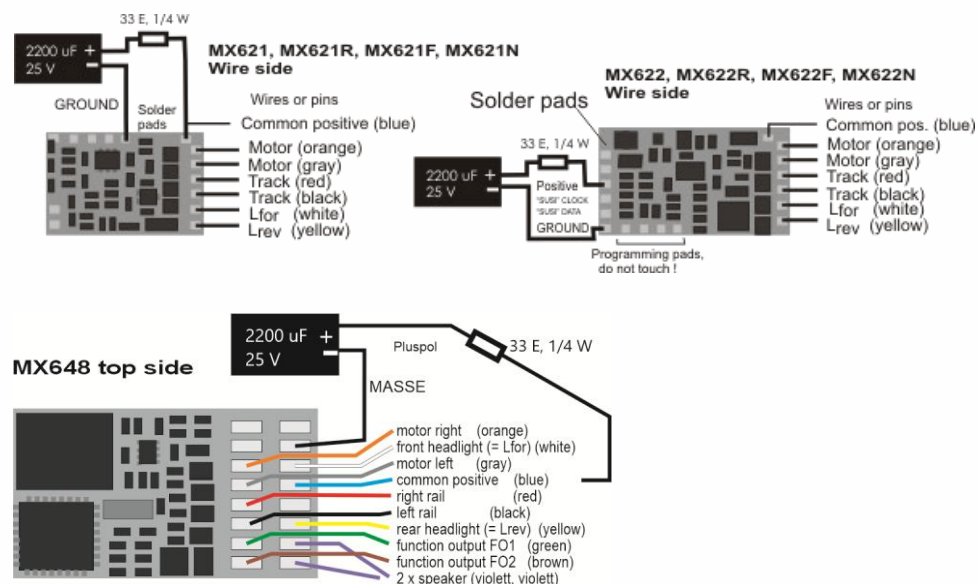 33 E, 1/4 W
2200 uF +
25 V -
MX621, MX621R, MX621F, MX621N
Wire side
GROUND
Solder
pads
Wires or pins
Common positive (blue)
Motor (orange)
Motor (gray)
Track (red)
Track (black)
Lfor (white)
Lrev (yellow)
MX622, MX622R, MX622F, MX622N
Wire side
Solder pads
Wires or pins
Common pos. (blue)
33 E, 1/4 W
2200 uF +
25 V -
Positive
"SUSI" CLOCK
"SUSI" DATA
GROUND
Motor (orange)
Motor (gray)
Track (red)
Track (black)
Lfor (white)
Lrev (yellow)
Programming pads,
do not touch !
MX648 top side
2200 uF +
25 V -
Pluspol
33 E, 1/4 W
MASSE
motor right (orange)
front headlight (= Lfor) (white)
motor left (gray)
common positive (blue)
right rail (red)
left rail (black)
rear headlight (= Lrev) (yellow)
function output FO1 (green)
function output FO2 (brown)
2 x speaker (violett, violett)